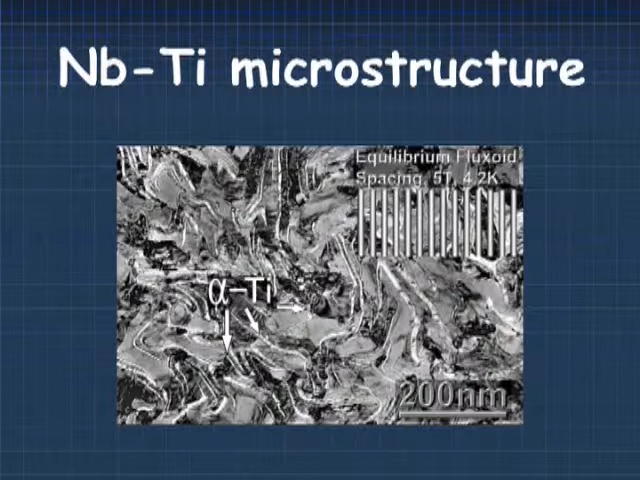 Nb-Ti microstructure
Equilibrium Fluxoid
Spacing, 5T, 4.2K
α-Ti
200nm